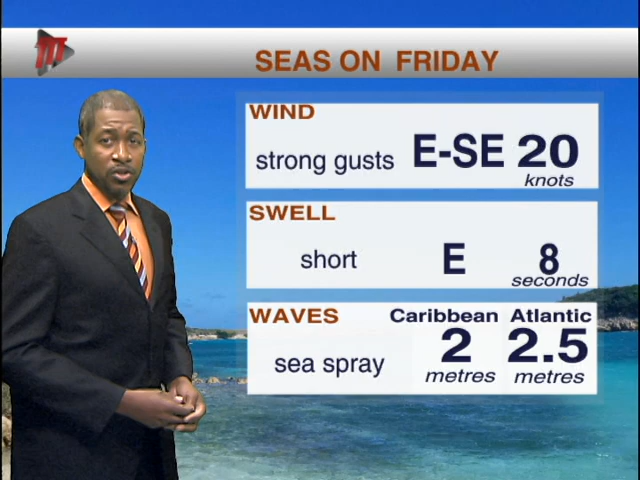 SEAS ON FRIDAY
WIND
strong gusts E-SE 20
knots
SWELL
short E 8
seconds
WAVES Caribbean Atlantic
sea spray 2 2.5
metres metres